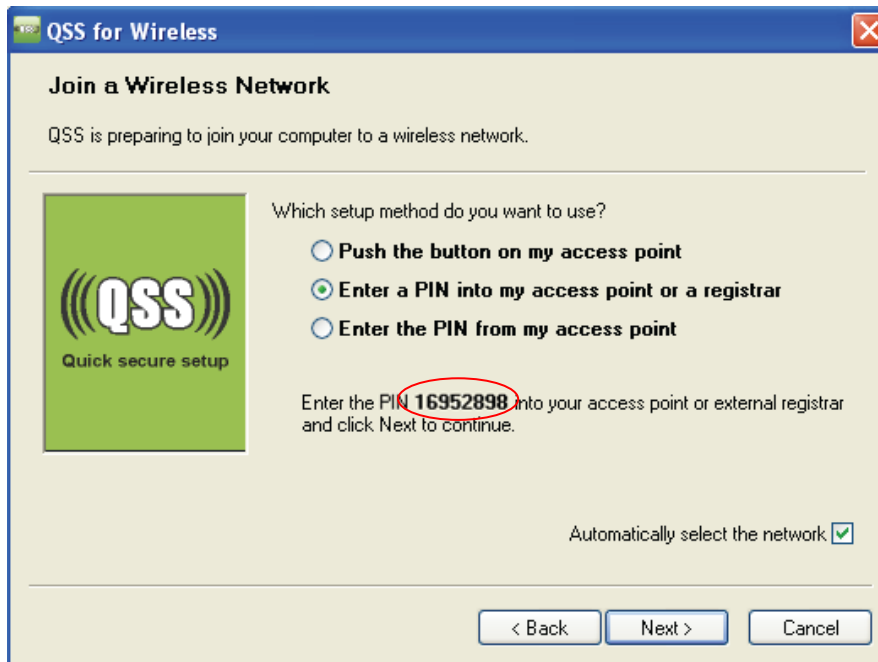 QSS for Wireless
Join a Wireless Network
QSS is preparing to join your computer to a wireless network.
Which setup method do you want to use?
Push the button on my access point
Enter a PIN into my access point or a registrar
Enter the PIN from my access point
(((QSS)))
Quick secure setup
Enter the PIN 16952898 into your access point or external registrar
and click Next to continue.
Automatically select the network
< Back
Next >
Cancel